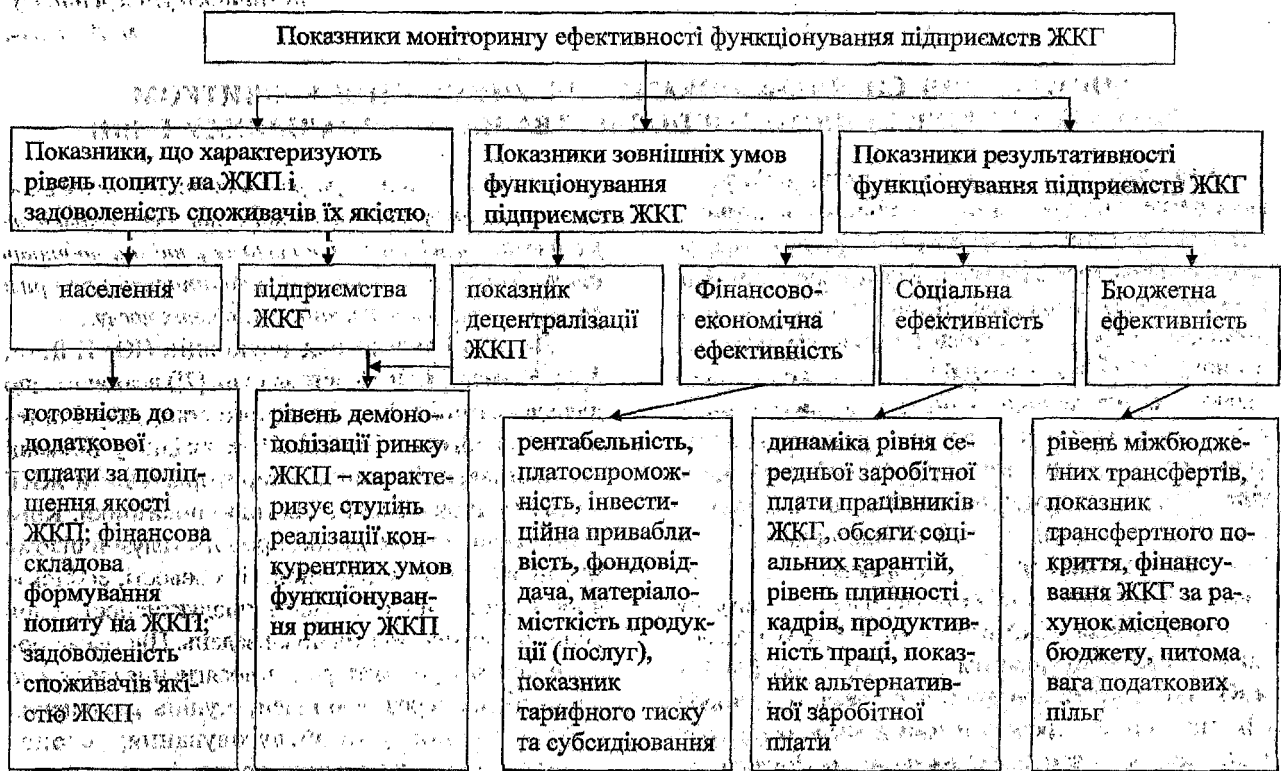 Показники моніторингу ефективності функціонування підприємств ЖКГ
Показники, що характеризують
рівень попиту на ЖКП і
задоволеність споживачів їх якістю
Показники зовнішніх умов
функціонування
підприємств ЖКГ
Показники результативності
функціонування підприємств ЖКГ
населення
підприємства
ЖКГ
показник
децентралізації
ЖКП
Фінансово-
економічна
ефективність
Соціальна
ефективність
Бюджетна
ефективність
готовність до
додаткової
сплати за поліп-
шення якості
ЖКП; фінансова
складова
формування
попиту на ЖКП;
задоволеність
споживачів які-
стю ЖКП
рівень демоно-
полізації ринку
ЖКП – характе-
ризує ступінь
реалізації кон-
курентних умов
функціонуван-
ня ринку ЖКП
рентабельність,
платоспромож-
ність, інвести-
ційна привабли-
вість, фондовід-
дача, матеріало-
місткість продук-
ції (послуг),
показник
тарифного тиску
та субсидіювання
динаміка рівня се-
редньої заробітної
плати працівників
ЖКГ, обсяги соці-
альних гарантій,
рівень плинності
кадрів, продуктив-
ність праці, показ-
ник альтернатив-
ної заробітної
плати
рівень міжбюдже-
тних трансфертів,
показник
трансфертного по-
криття, фінансу-
вання ЖКГ за ра-
хунок місцевого
бюджету, питома
вага податкових
пільг